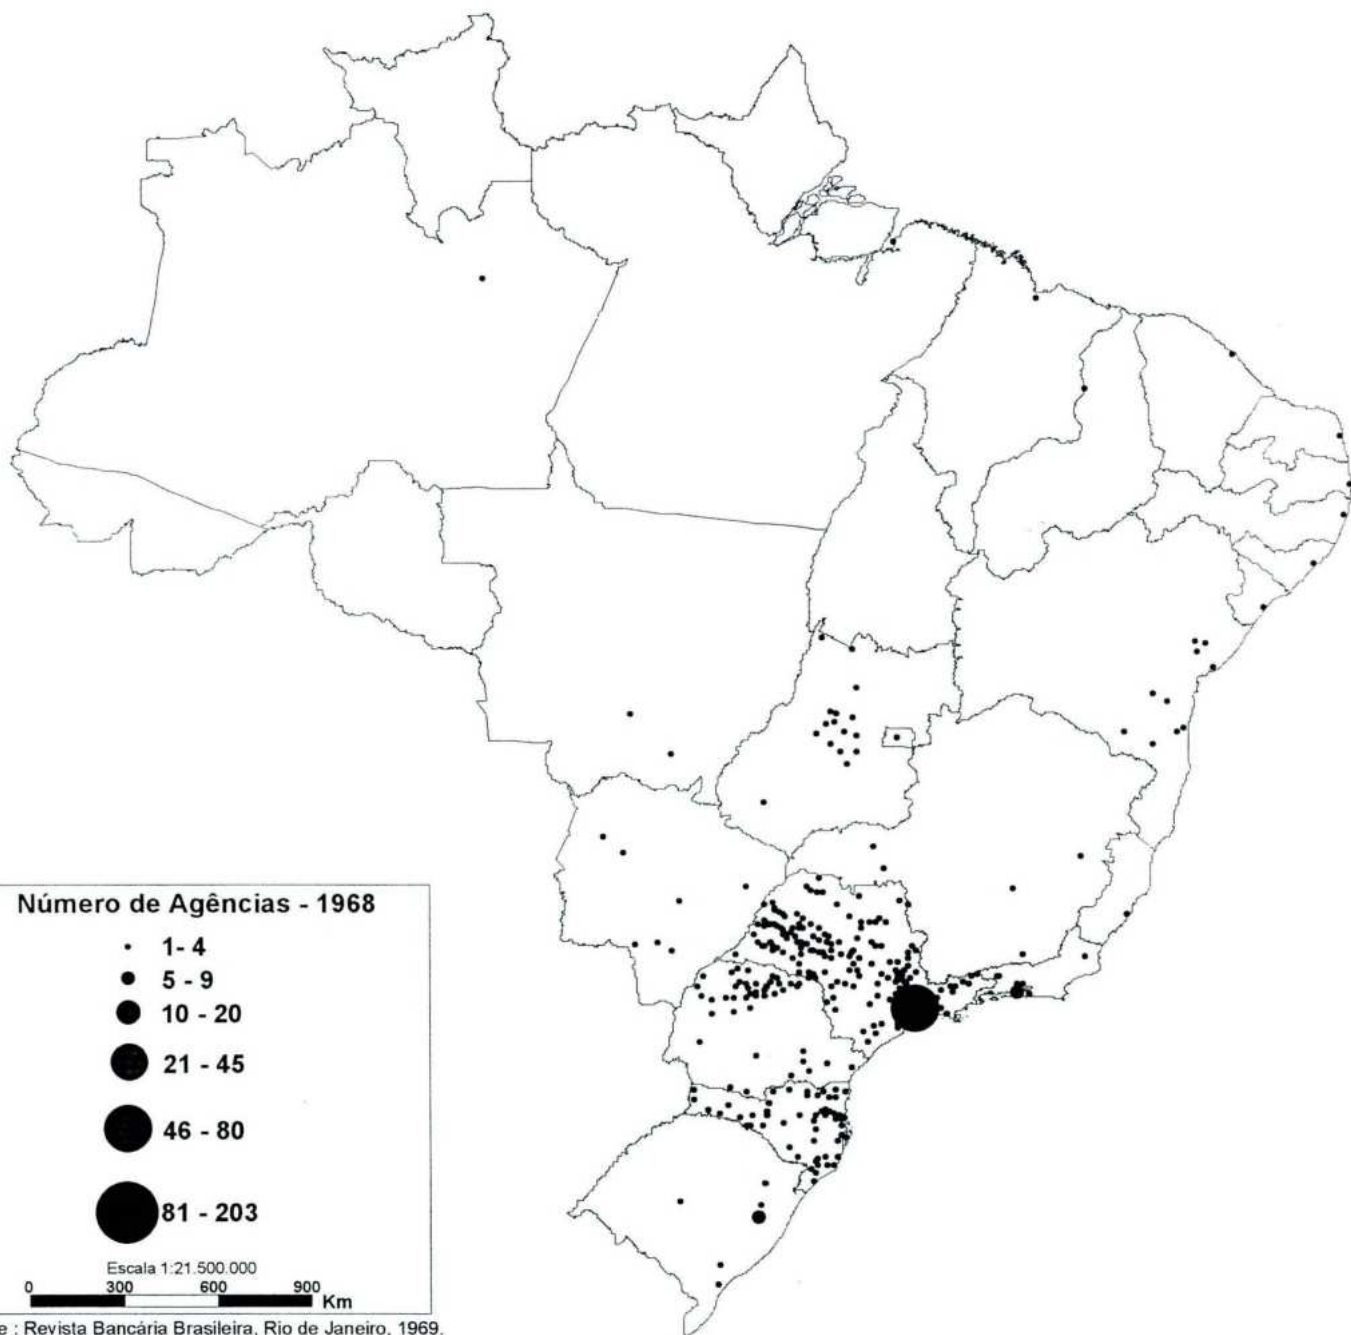 Número de Agências - 1968
1- 4
5 - 9
10 - 20
21 - 45
46 - 80
81 - 203
Escala 1:21.500.000
0 300 600 900
Km
e : Revista Bancária Brasileira, Rio de Janeiro, 1969.